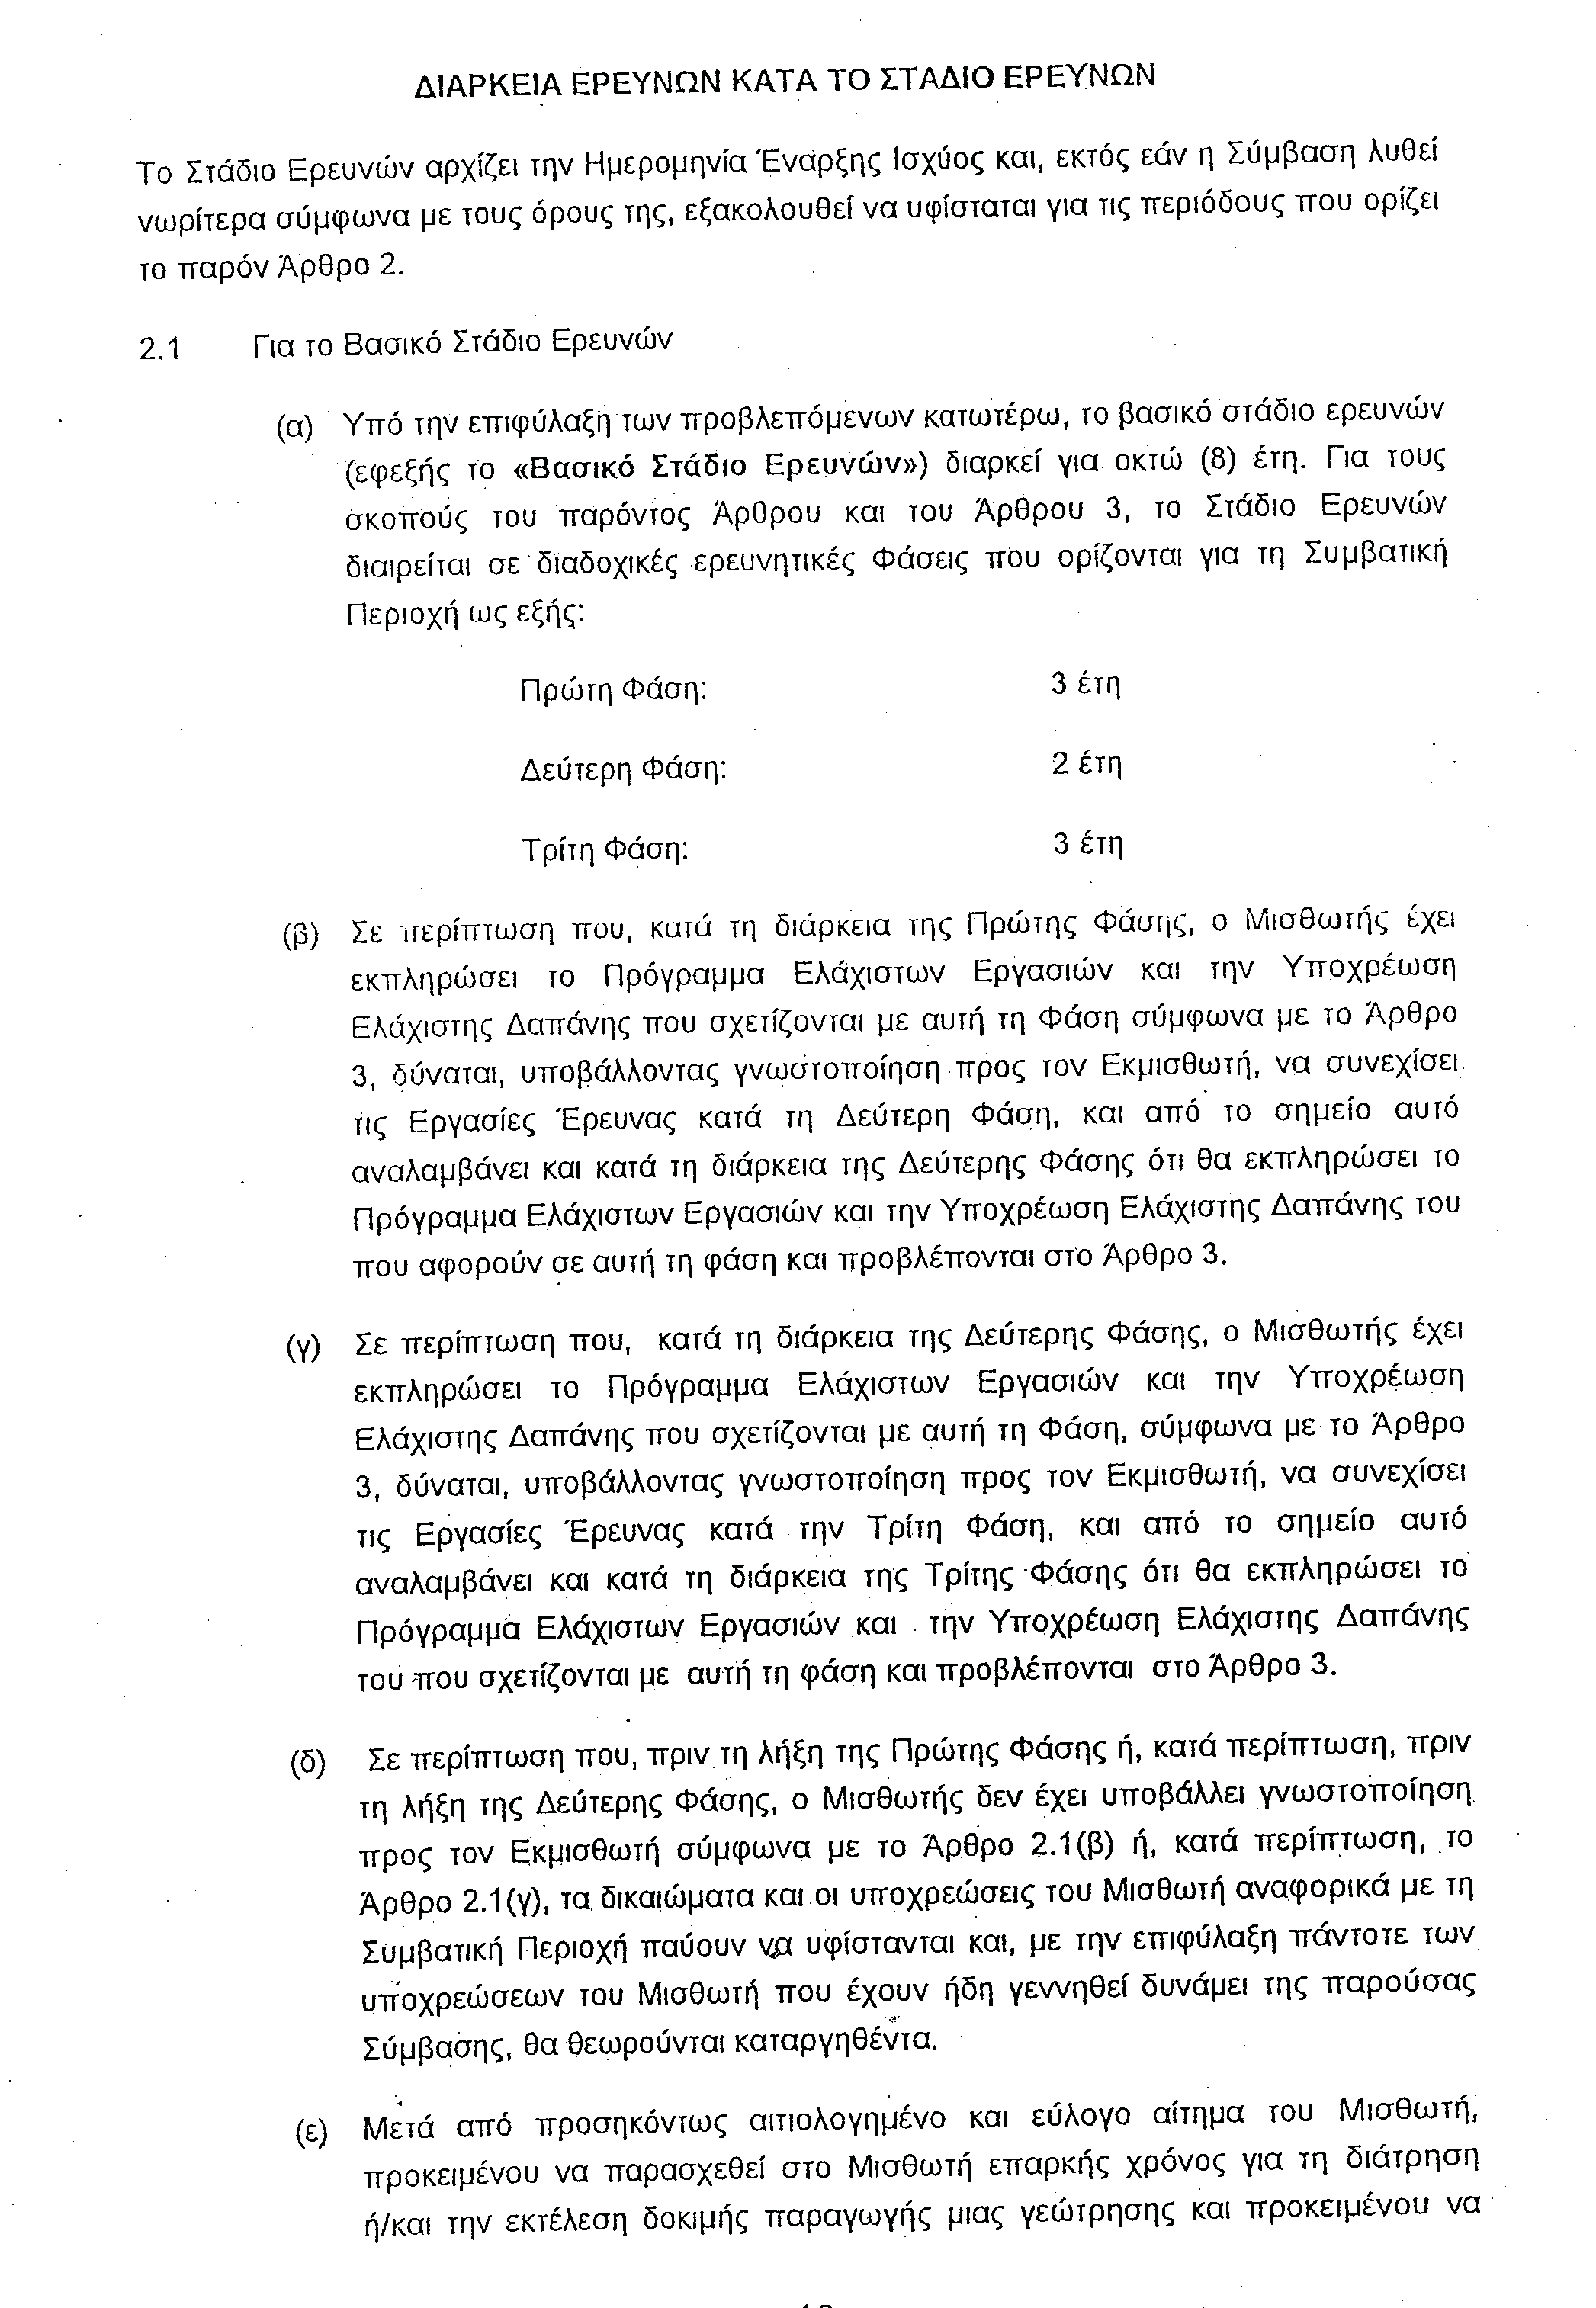 ΔΙΑΡΚΕΙΑ ΕΡΕΥΝΩΝ ΚΑΤΑ ΤΟ ΣΤΑΔΙΟ ΕΡΕΥΝΩΝ
Το Στάδιο Ερευνών αρχίζει την Ημερομηνία Έναρξης Ισχύος και, εκτός εάν η Σύμβαση λυθεί
νωρίτερα σύμφωνα με τους όρους της, εξακολουθεί να υφίσταται για τις περιόδους που ορίζει
το παρόν Άρθρο 2.
2.1 Για το Βασικό Στάδιο Ερευνών
(α) Υπό την επιφύλαξη των προβλεπόμενων κατωτέρω, το βασικό στάδιο ερευνών
(εφεξής το «Βασικό Στάδιο Ερευνών») διαρκεί για οκτώ (8) έτη. Για τους
σκοπούς του παρόντος Άρθρου και του Άρθρου 3, το Στάδιο Ερευνών
διαιρείται σε διαδοχικές ερευνητικές Φάσεις που ορίζονται για τη Συμβατική
Περιοχή ως εξής:
Πρώτη Φάση: 3 έτη
Δεύτερη Φάση: 2 έτη
Τρίτη Φάση: 3 έτη
(β) Σε περίπτωση που, κατά τη διάρκεια της Πρώτης Φάσης, ο Μισθωτής έχει
εκπληρώσει το Πρόγραμμα Ελάχιστων Εργασιών και την Υποχρέωση
Ελάχιστης Δαπάνης που σχετίζονται με αυτή τη Φάση σύμφωνα με το Άρθρο
3, δύναται, υποβάλλοντας γνωστοποίηση προς τον Εκμισθωτή, να συνεχίσει
τις Εργασίες Έρευνας κατά τη Δεύτερη Φάση, και από το σημείο αυτό
αναλαμβάνει και κατά τη διάρκεια της Δεύτερης Φάσης ότι θα εκπληρώσει το
Πρόγραμμα Ελάχιστων Εργασιών και την Υποχρέωση Ελάχιστης Δαπάνης του
που αφορούν σε αυτή τη φάση και προβλέπονται στο Άρθρο 3.
(γ) Σε περίπτωση που, κατά τη διάρκεια της Δεύτερης Φάσης, ο Μισθωτής έχει
εκπληρώσει το Πρόγραμμα Ελάχιστων Εργασιών και την Υποχρέωση
Ελάχιστης Δαπάνης που σχετίζονται με αυτή τη Φάση, σύμφωνα με το Άρθρο
3, δύναται, υποβάλλοντας γνωστοποίηση προς τον Εκμισθωτή, να συνεχίσει
τις Εργασίες Έρευνας κατά την Τρίτη Φάση, και από το σημείο αυτό
αναλαμβάνει και κατά τη διάρκεια της Τρίτης Φάσης ότι θα εκπληρώσει το
Πρόγραμμα Ελάχιστων Εργασιών και την Υποχρέωση Ελάχιστης Δαπάνης
του που σχετίζονται με αυτή τη φάση και προβλέπονται στο Άρθρο 3.
(δ) Σε περίπτωση που, πριν τη λήξη της Πρώτης Φάσης ή, κατά περίπτωση, πριν
τη λήξη της Δεύτερης Φάσης, ο Μισθωτής δεν έχει υποβάλλει γνωστοποίηση
προς τον Εκμισθωτή σύμφωνα με το Άρθρο 2.1(β) ή, κατά περίπτωση, το
Άρθρο 2.1(γ), τα δικαιώματα και οι υποχρεώσεις του Μισθωτή αναφορικά με τη
Συμβατική Περιοχή παύουν να υφίστανται και, με την επιφύλαξη πάντοτε των
υποχρεώσεων του Μισθωτή που έχουν ήδη γεννηθεί δυνάμει της παρούσας
Σύμβασης, θα θεωρούνται καταργηθέντα.
(ε) Μετά από προσηκόντως αιτιολογημένο και εύλογο αίτημα του Μισθωτή,
προκειμένου να παρασχεθεί στο Μισθωτή επαρκής χρόνος για τη διάτρηση
ή/και την εκτέλεση δοκιμής παραγωγής μιας γεώτρησης και προκειμένου να